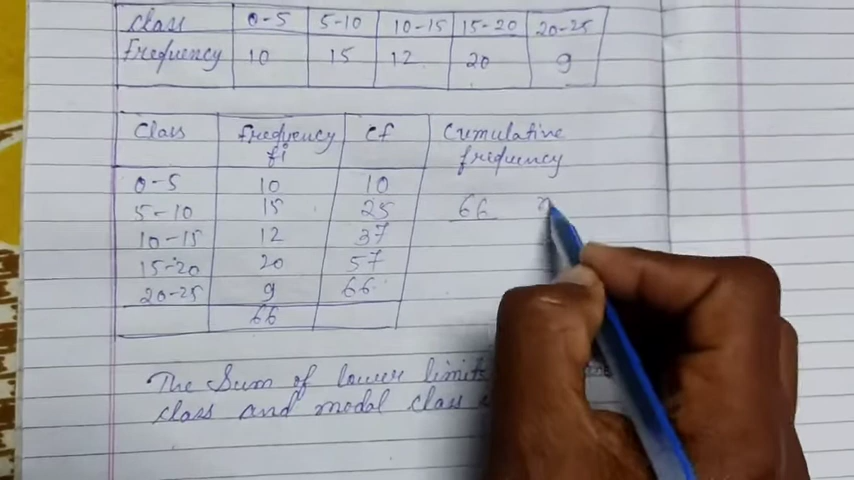 Class 0-5 5-10 10-15 15-20 20-25
Frequency 10 15 12 20 9
Class Frequency cf Cumulative
fi frequency
0-5 10 10
5-10 15 25 66
10-15 12 37
15-20 20 57
20-25 9 66
66
The Sum of lower limits
class and modal class